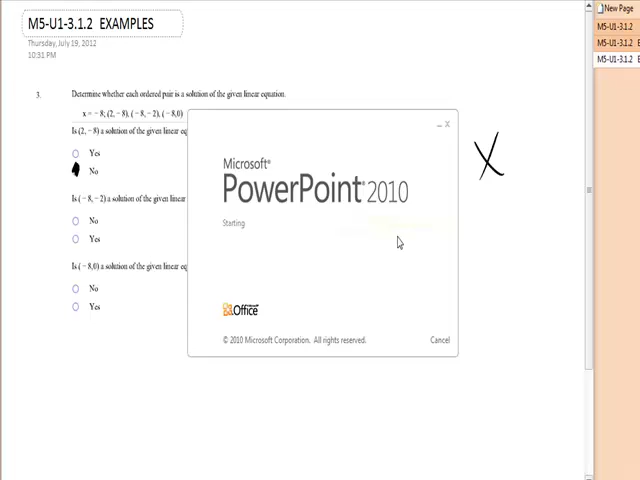 M5-U1-3.1.2 EXAMPLES
Thursday, July 19, 2012
10:31 PM
3. Determine whether each ordered pair is a solution of the given linear equation.
x = − 8; (2, − 8), ( − 8, − 2), ( − 8,0)
Is (2, − 8) a solution of the given linear eq
Yes
No
Is ( − 8, − 2) a solution of the given linear
No
Yes
Is ( − 8,0) a solution of the given linear eq
No
Yes
Microsoft®
PowerPoint® 2010
Starting
Microsoft®
Office
© 2010 Microsoft Corporation. All rights reserved.
Cancel
X
New Page
M5-U1-3.1.2
M5-U1-3.1.2 E
M5-U1-3.1.2 E